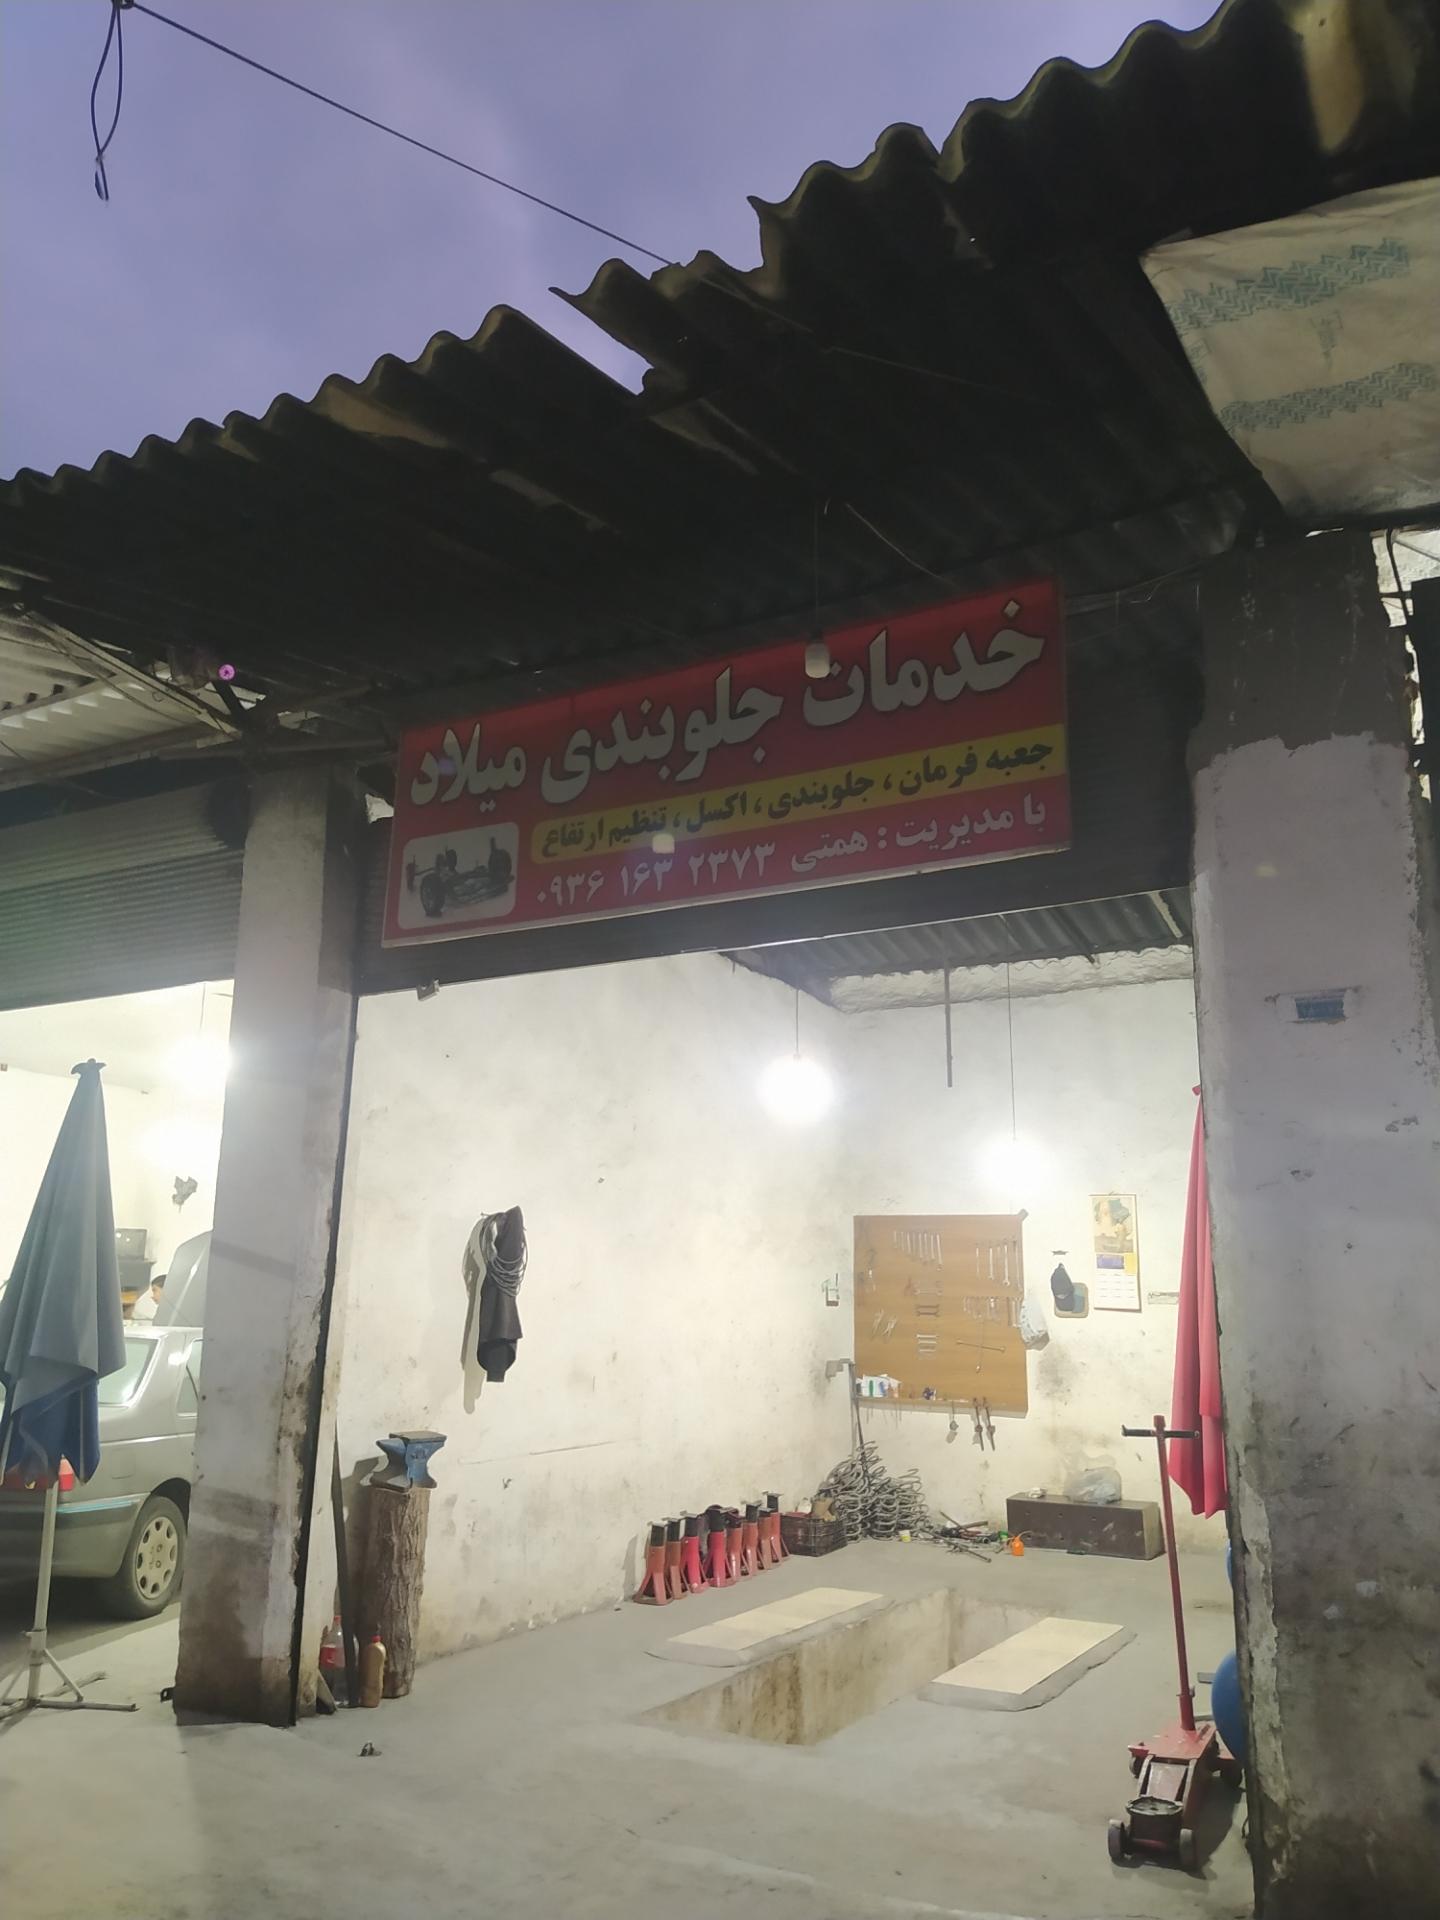 خدمات جلوبندی میلاد
جعبه فرمان ، جلوبندی ، اکسل ، تنظیم ارتفاع
با مدیریت : همتی ۲۳۷۳ ۱۶۳ ۰۹۳۶